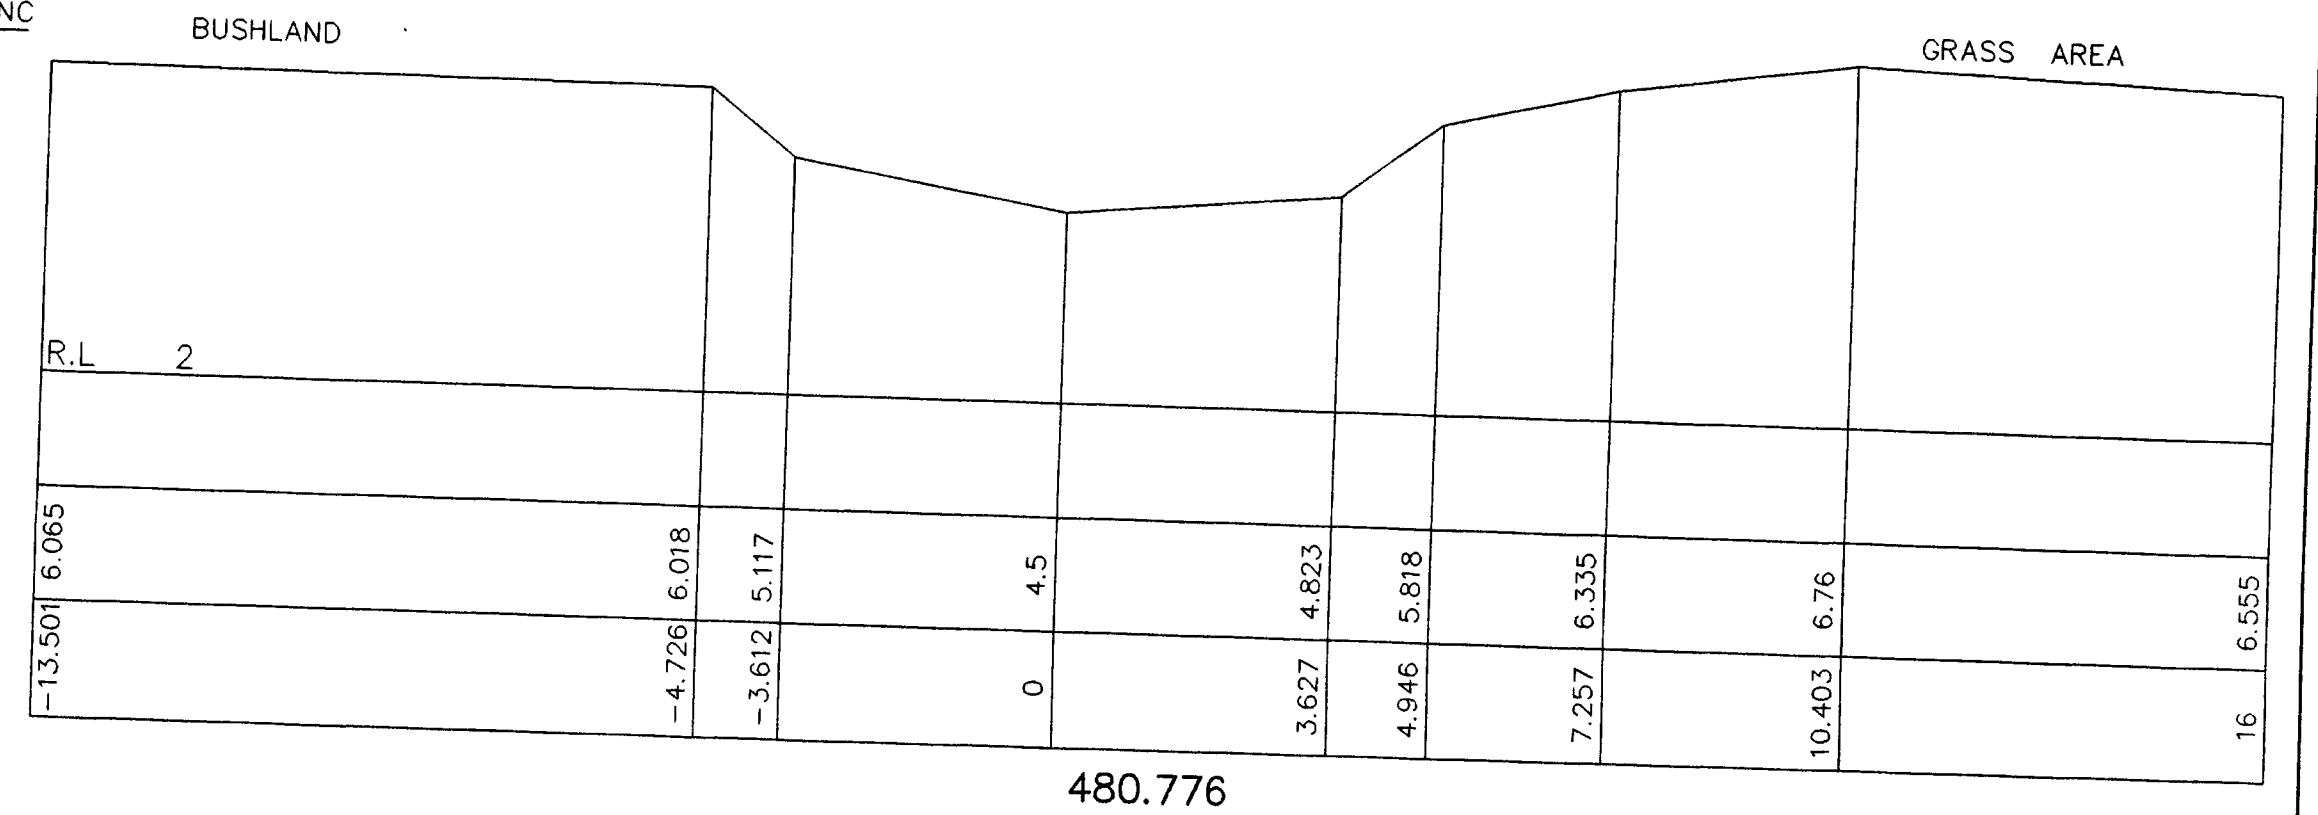 NC
BUSHLAND
GRASS AREA
R.L 2
6.065 6.018 5.117 4.5 4.823 5.818 6.335 6.76 6.555
-13.501 -4.726 -3.612 0 3.627 4.946 7.257 10.403 16
480.776